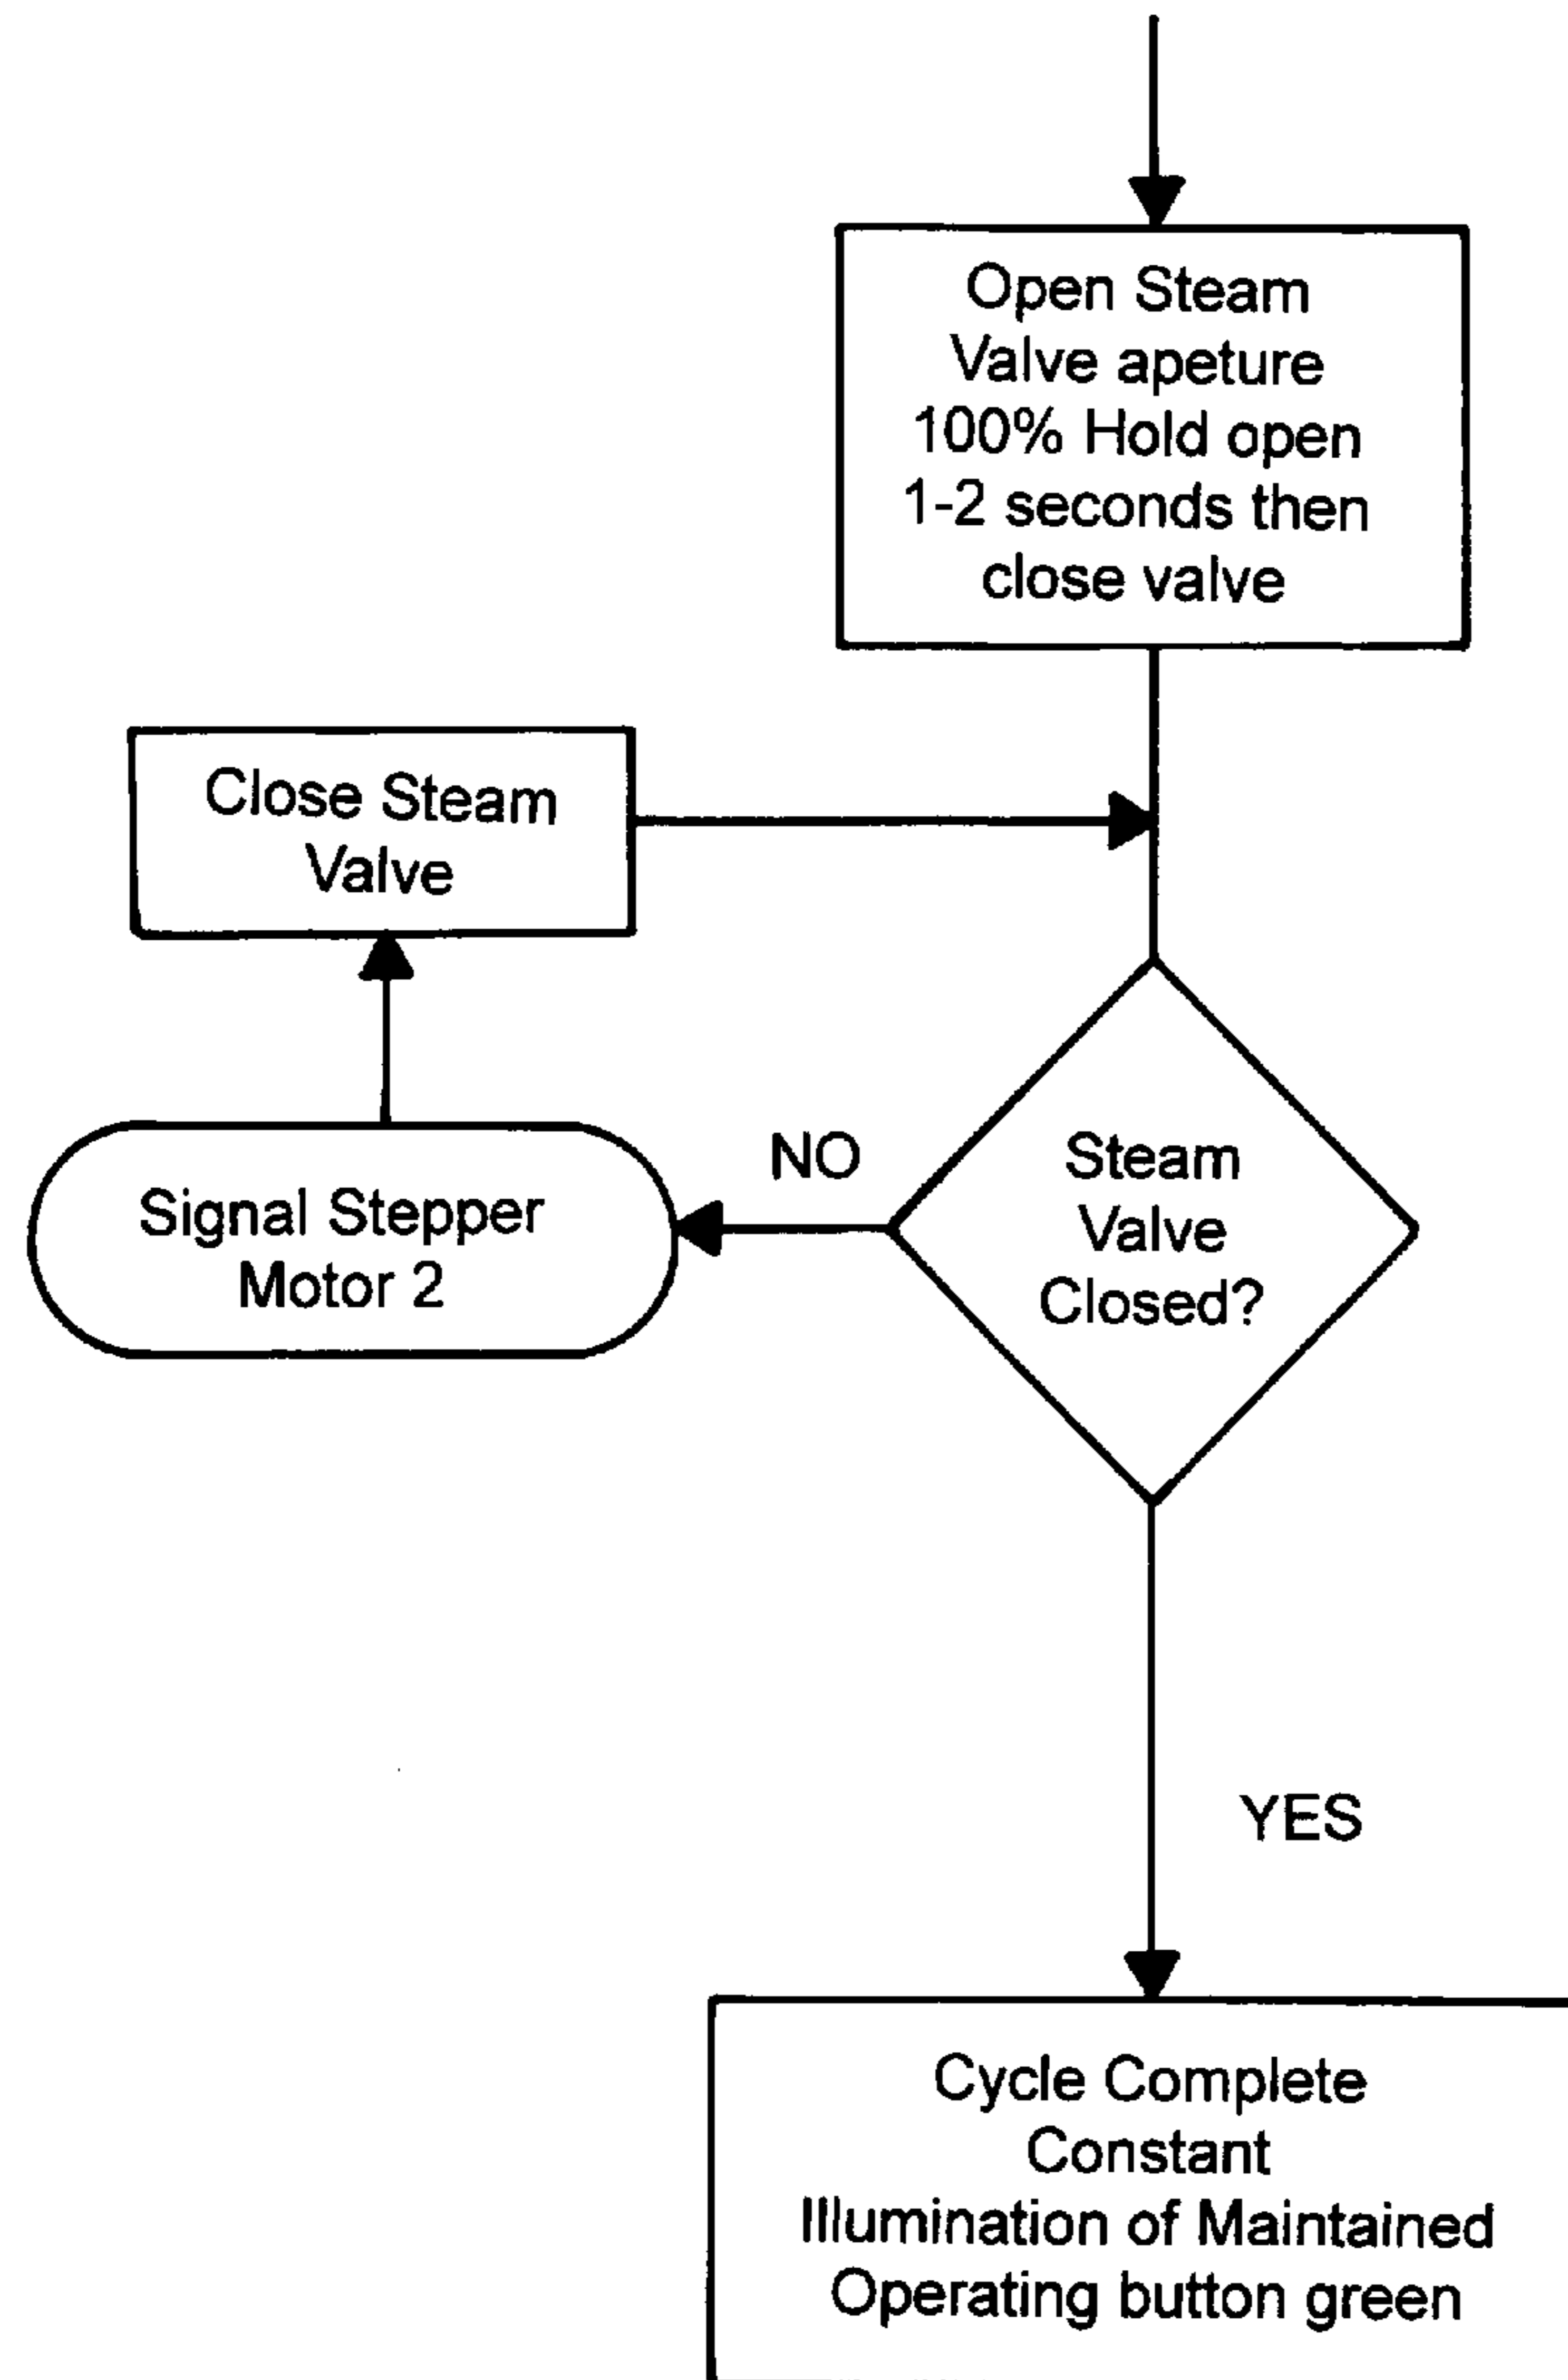 Open Steam
Valve apeture
100% Hold open
1-2 seconds then
close valve
Close Steam
Valve
Signal Stepper
Motor 2
NO
Steam
Valve
Closed?
YES
Cycle Complete
Constant
Illumination of Maintained
Operating button green